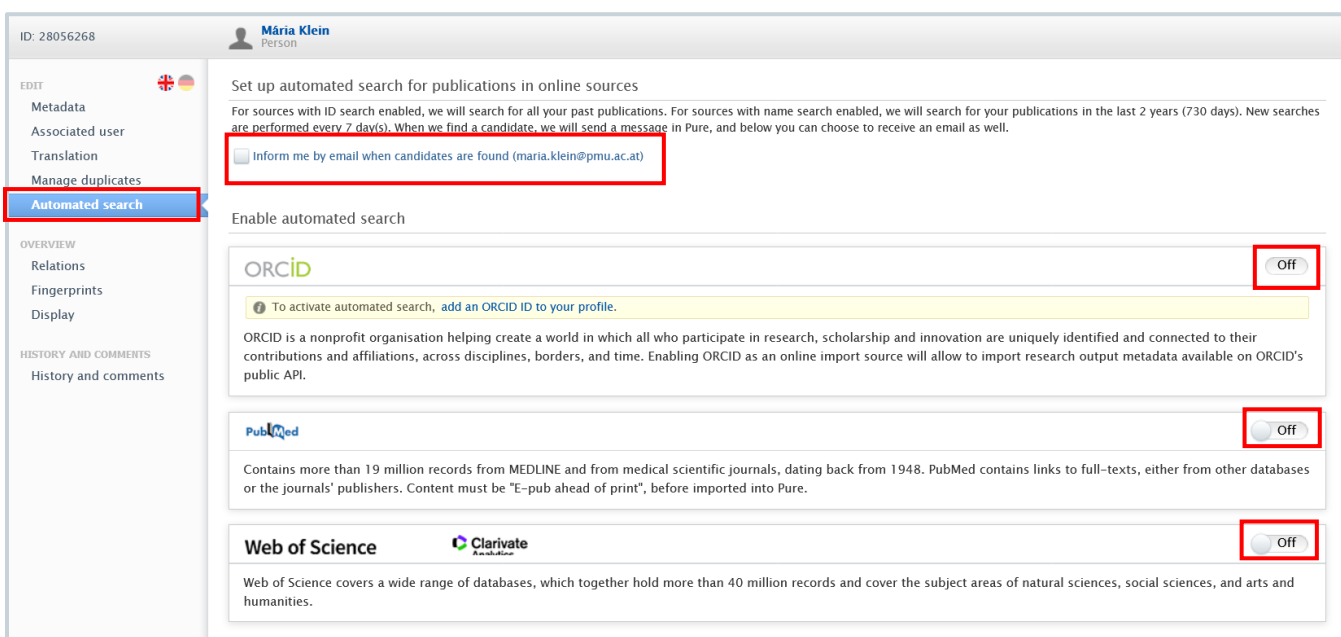 ID: 28056268
Mária Klein
Person
EDIT
Metadata
Associated user
Translation
Manage duplicates
Automated search
OVERVIEW
Relations
Fingerprints
Display
HISTORY AND COMMENTS
History and comments
Set up automated search for publications in online sources
For sources with ID search enabled, we will search for all your past publications. For sources with name search enabled, we will search for your publications in the last 2 years (730 days). New searches
are performed every 7 day(s). When we find a candidate, we will send a message in Pure, and below you can choose to receive an email as well.
Inform me by email when candidates are found (maria.klein@pmu.ac.at)
Enable automated search
ORCID
Off
To activate automated search, add an ORCID ID to your profile.
ORCID is a nonprofit organisation helping create a world in which all who participate in research, scholarship and innovation are uniquely identified and connected to their
contributions and affiliations, across disciplines, borders, and time. Enabling ORCID as an online import source will allow to import research output metadata available on ORCID's
public API.
PubMed
Off
Contains more than 19 million records from MEDLINE and from medical scientific journals, dating back from 1948. PubMed contains links to full-texts, either from other databases
or the journals' publishers. Content must be "E-pub ahead of print", before imported into Pure.
Web of Science
Clarivate
Analytics
Off
Web of Science covers a wide range of databases, which together hold more than 40 million records and cover the subject areas of natural sciences, social sciences, and arts and
humanities.